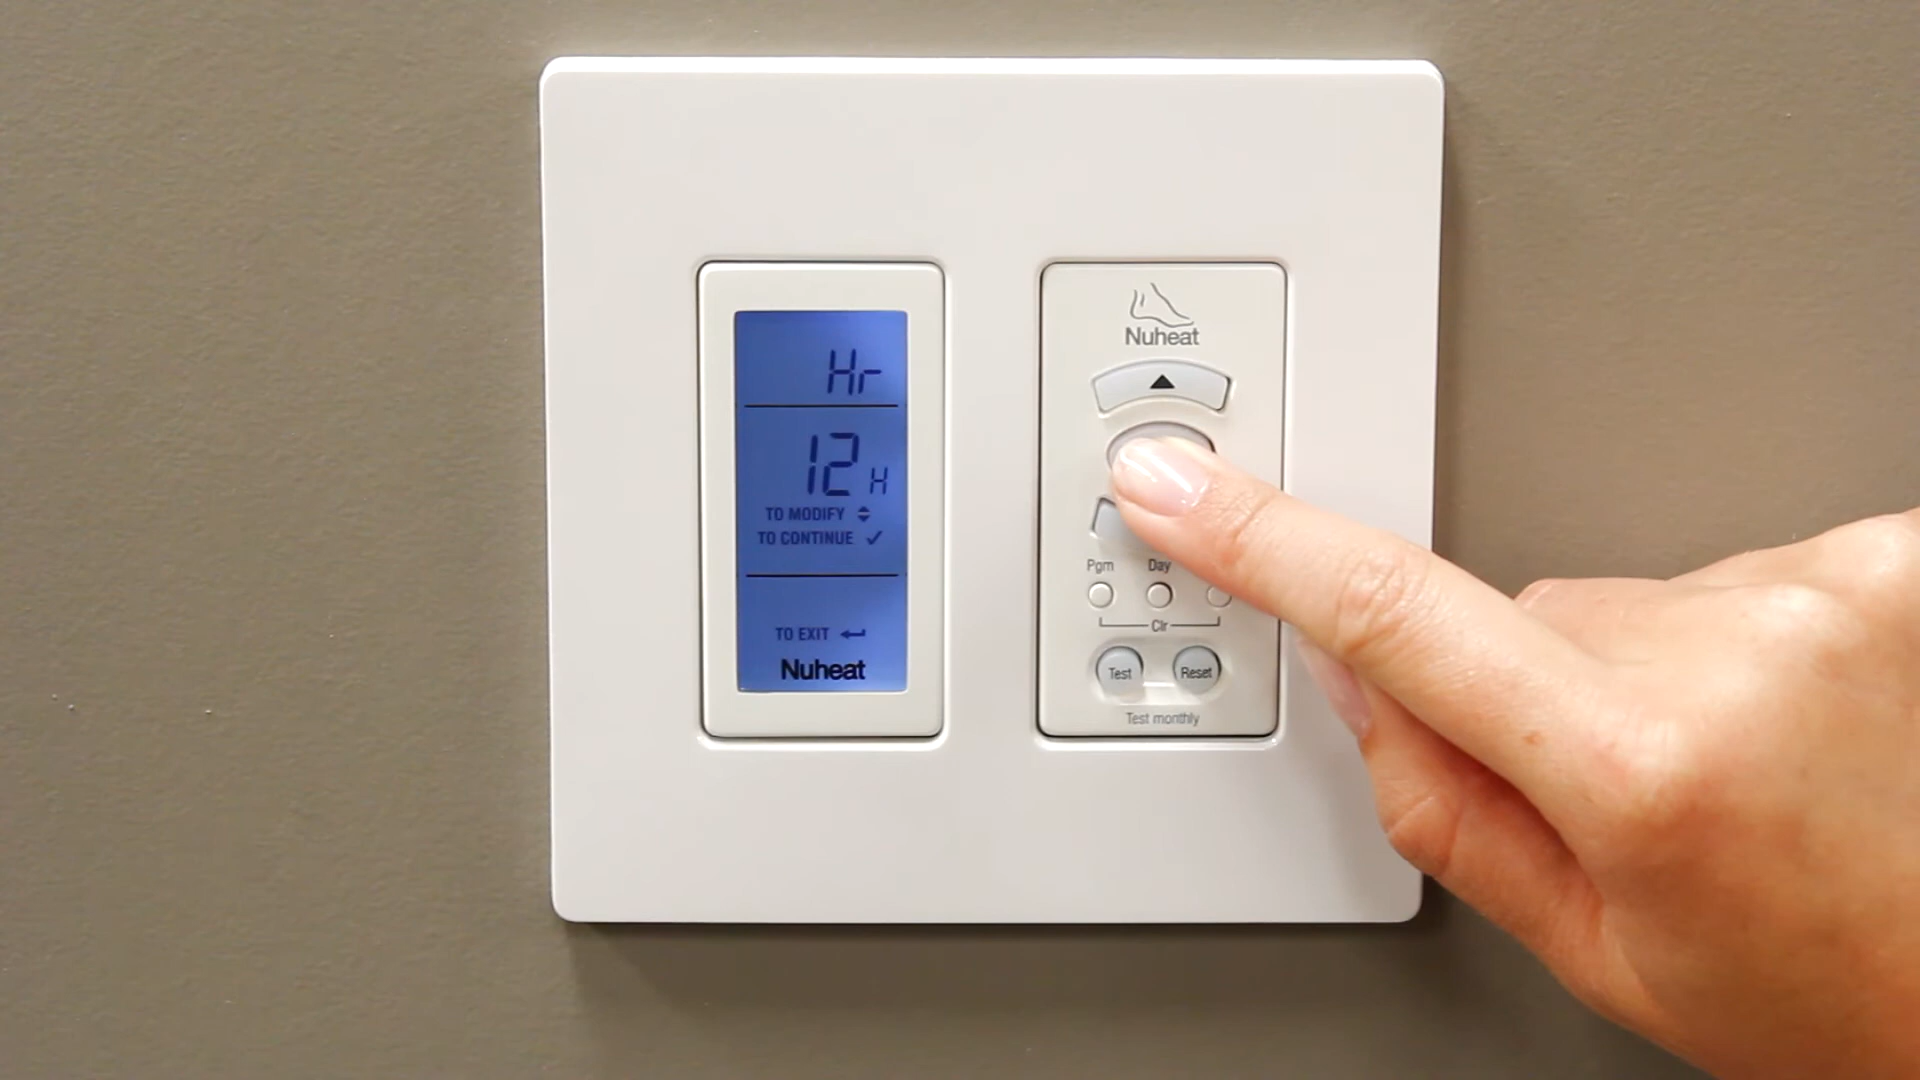 Hr
12 H
TO MODIFY
TO CONTINUE ✓
TO EXIT
Nuheat
Nuheat
Pgm Day
Clr
Test Reset
Test monthly